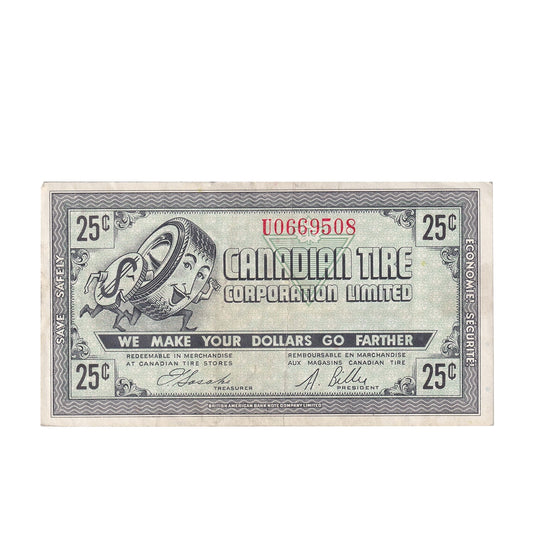 25¢ U0669508 25¢
CANADIAN TIRE
CORPORATION LIMITED
SAVE SAFELY
ECONOMIE SECURITE
$
WE MAKE YOUR DOLLARS GO FARTHER
REDEEMABLE IN MERCHANDISE
AT CANADIAN TIRE STORES
REMBOURSABLE EN MARCHANDISE
AUX MAGASINS CANADIAN TIRE
25¢ 25¢
TREASURER
A. Billes
PRESIDENT
BRITISH AMERICAN BANK NOTE COMPANY LIMITED